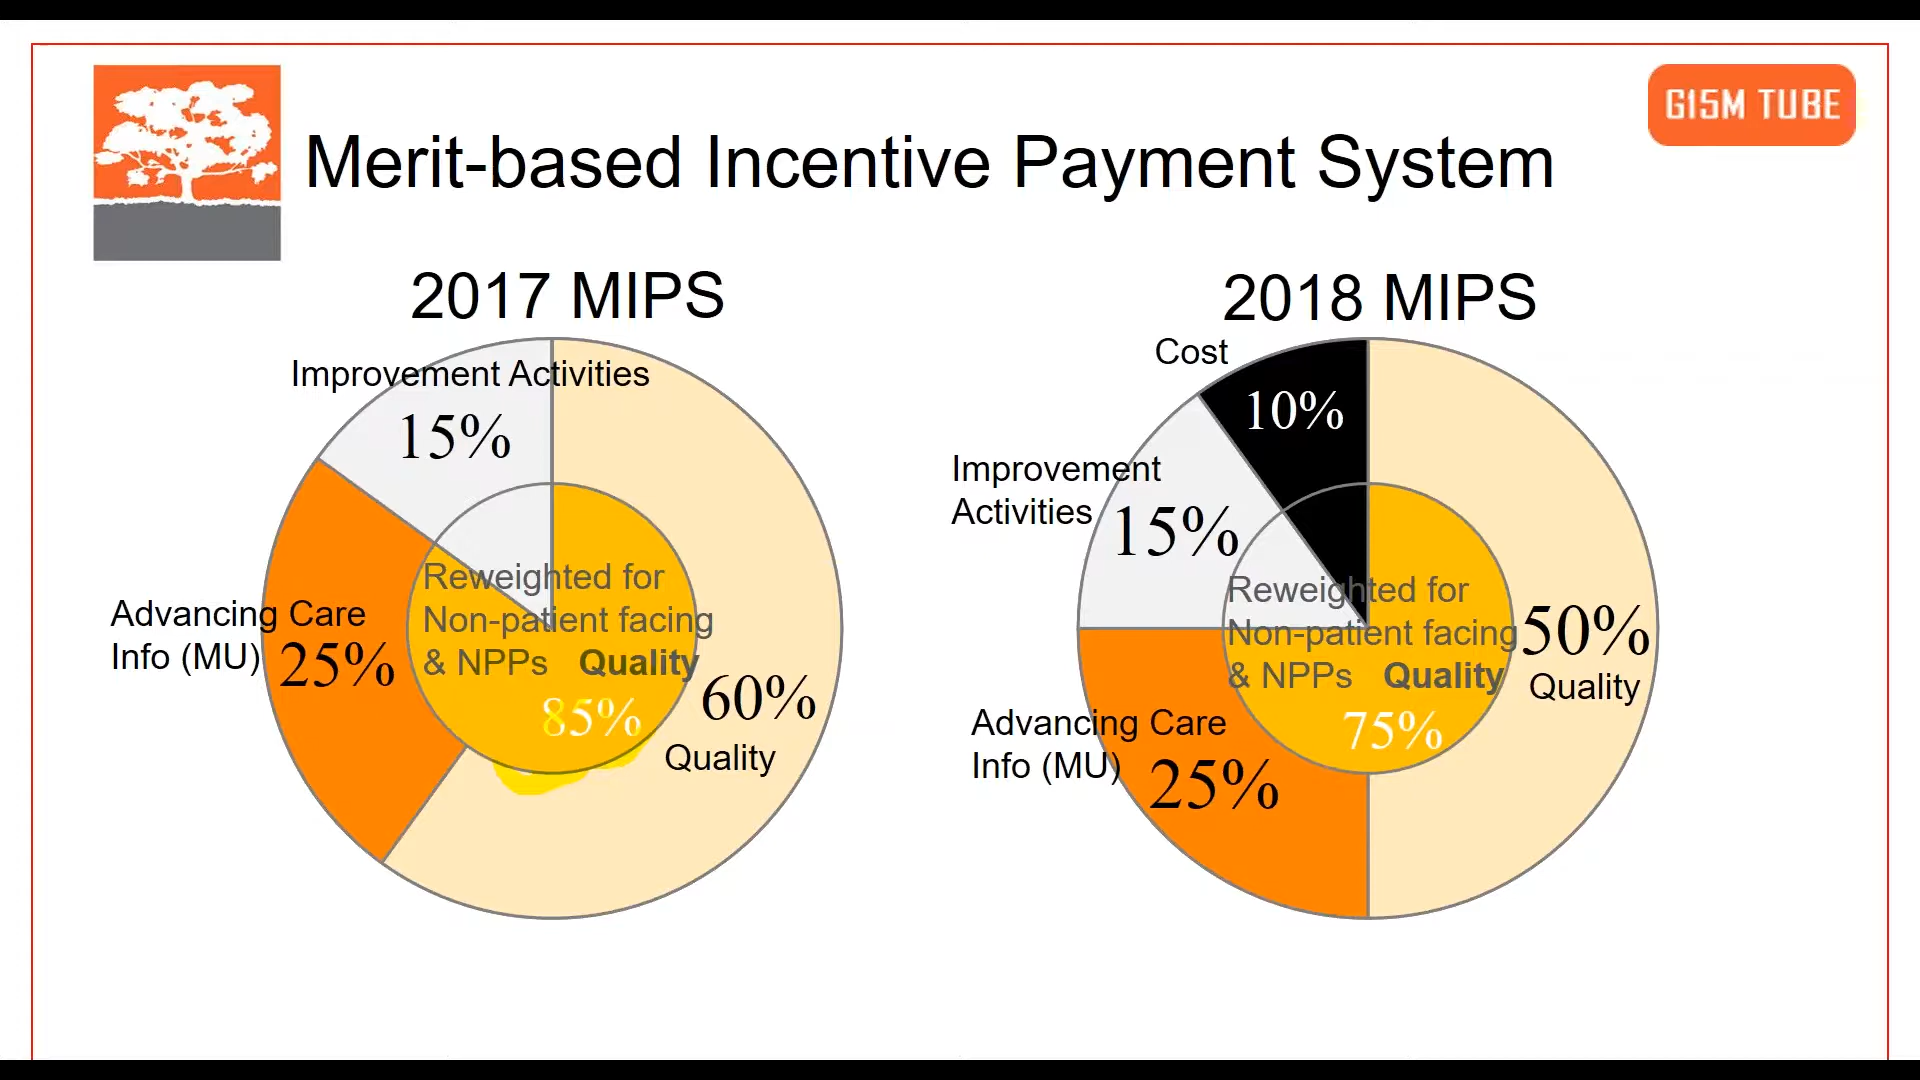 G15M TUBE
Merit-based Incentive Payment System
2017 MIPS
Improvement Activities
15%
Advancing Care
Info (MU)
25%
Reweighted for
Non-patient facing
& NPPs Quality
85%
60%
Quality
2018 MIPS
Cost
10%
Improvement
Activities
15%
Reweighted for
Non-patient facing
& NPPs Quality
75%
50%
Quality
Advancing Care
Info (MU)
25%